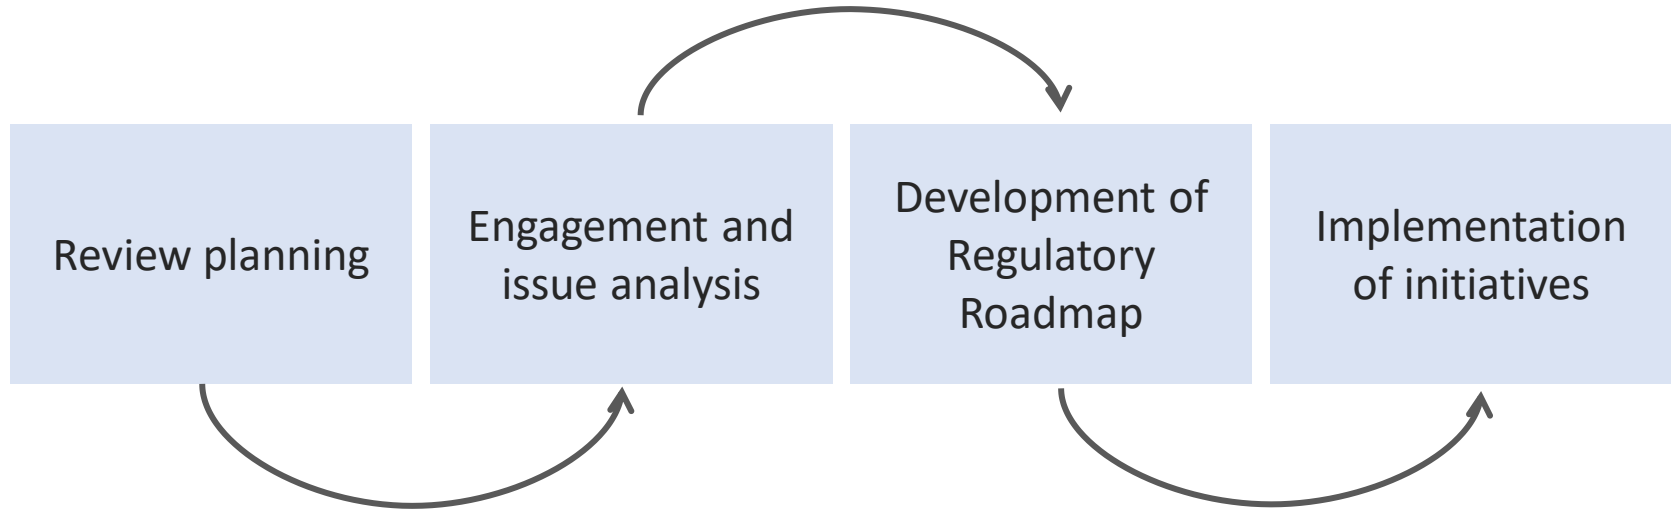 Review planning
Engagement and
issue analysis
Development of
Regulatory
Roadmap
Implementation
of initiatives